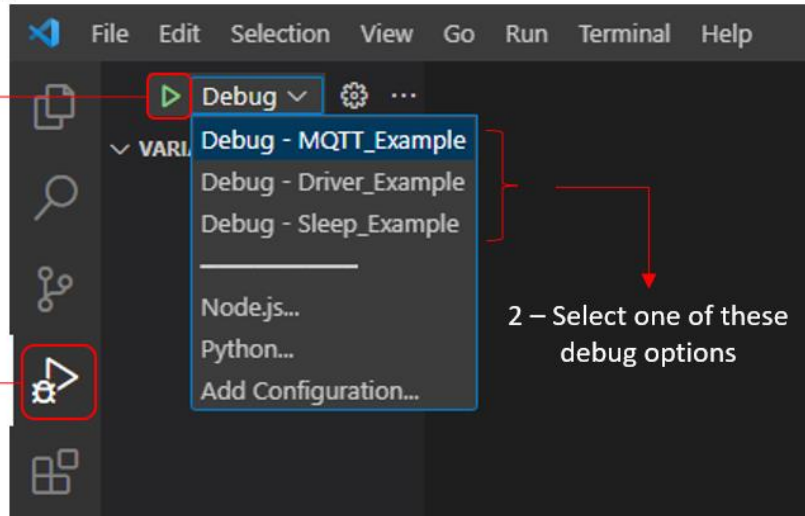 File Edit Selection View Go Run Terminal Help
Debug
VARI
Debug - MQTT_Example
Debug - Driver_Example
Debug - Sleep_Example
Node.js...
Python...
Add Configuration...
2 – Select one of these
debug options